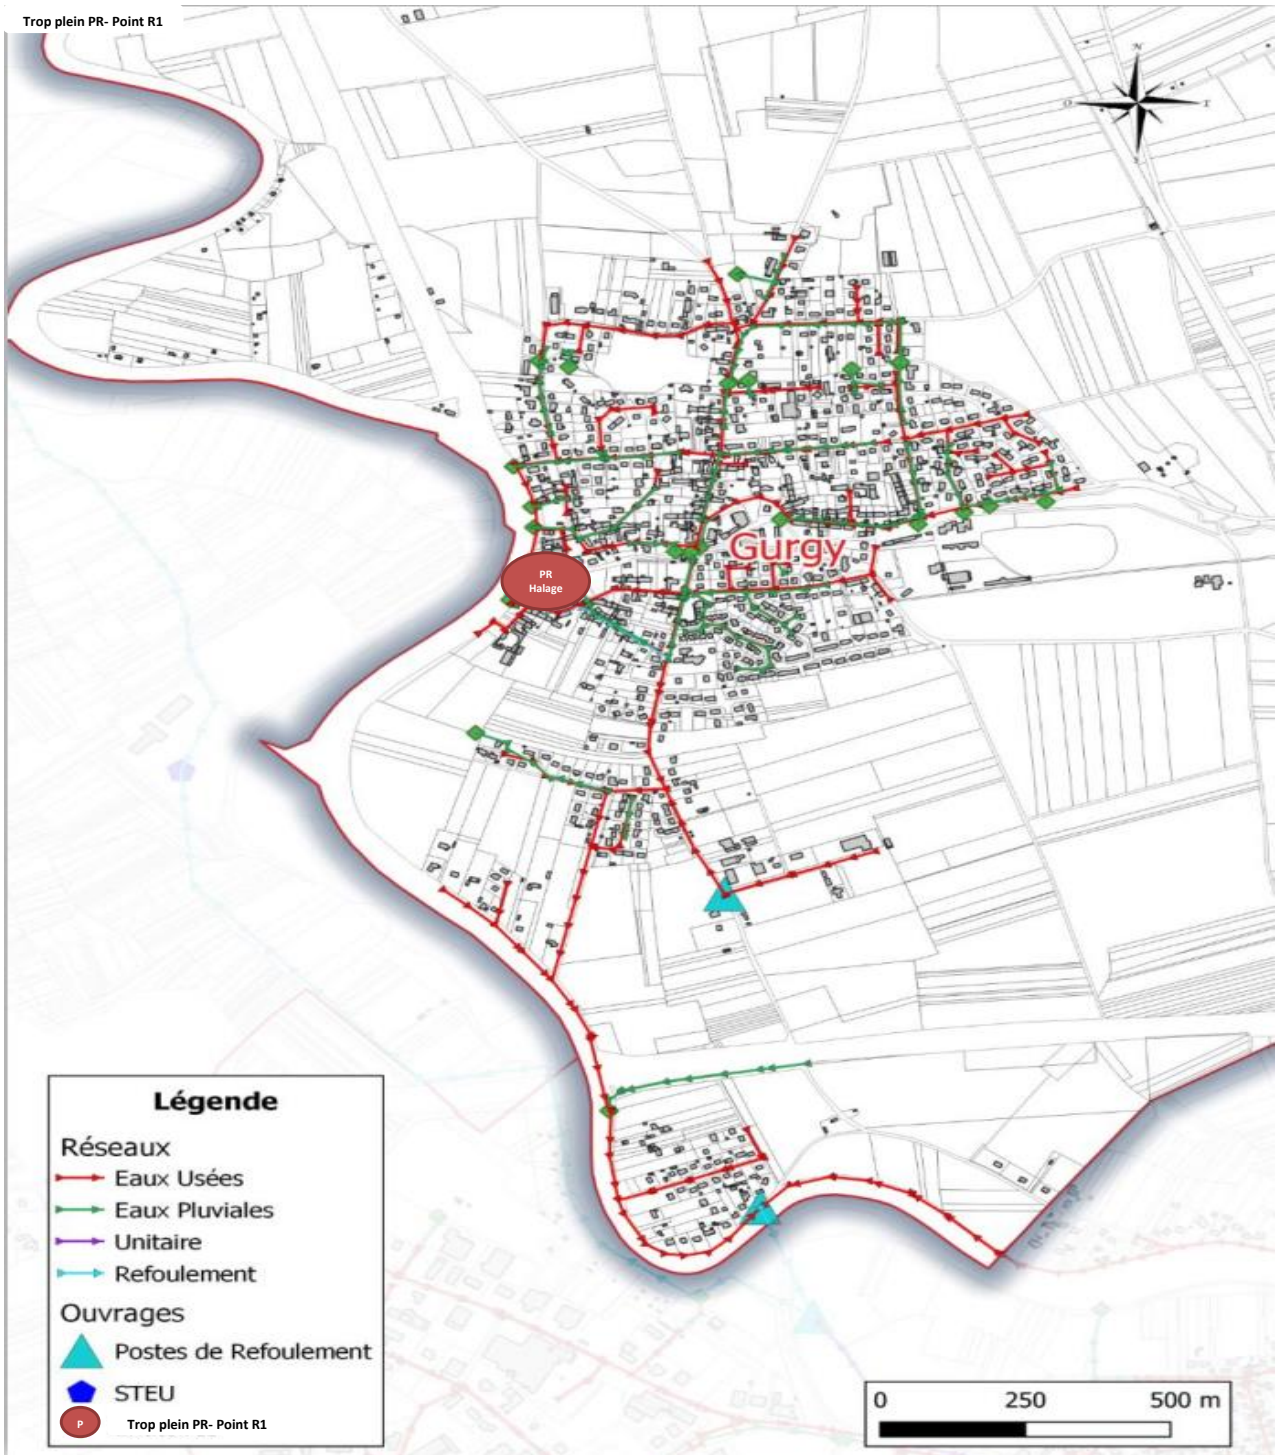 Trop plein PR- Point R1
N
O
PR
Halage
Gurgy
Légende
Réseaux
Eaux Usées
Eaux Pluviales
Unitaire
Refoulement
Ouvrages
Postes de Refoulement
STEU
P Trop plein PR- Point R1
0 250 500 m